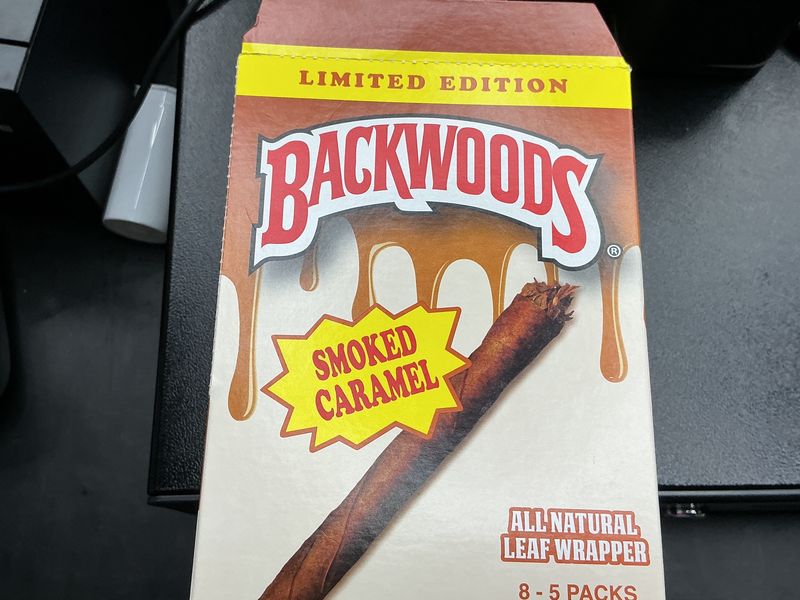 LIMITED EDITION
BACKWOODS
®
SMOKED
CARAMEL
ALL NATURAL
LEAF WRAPPER
8 - 5 PACKS